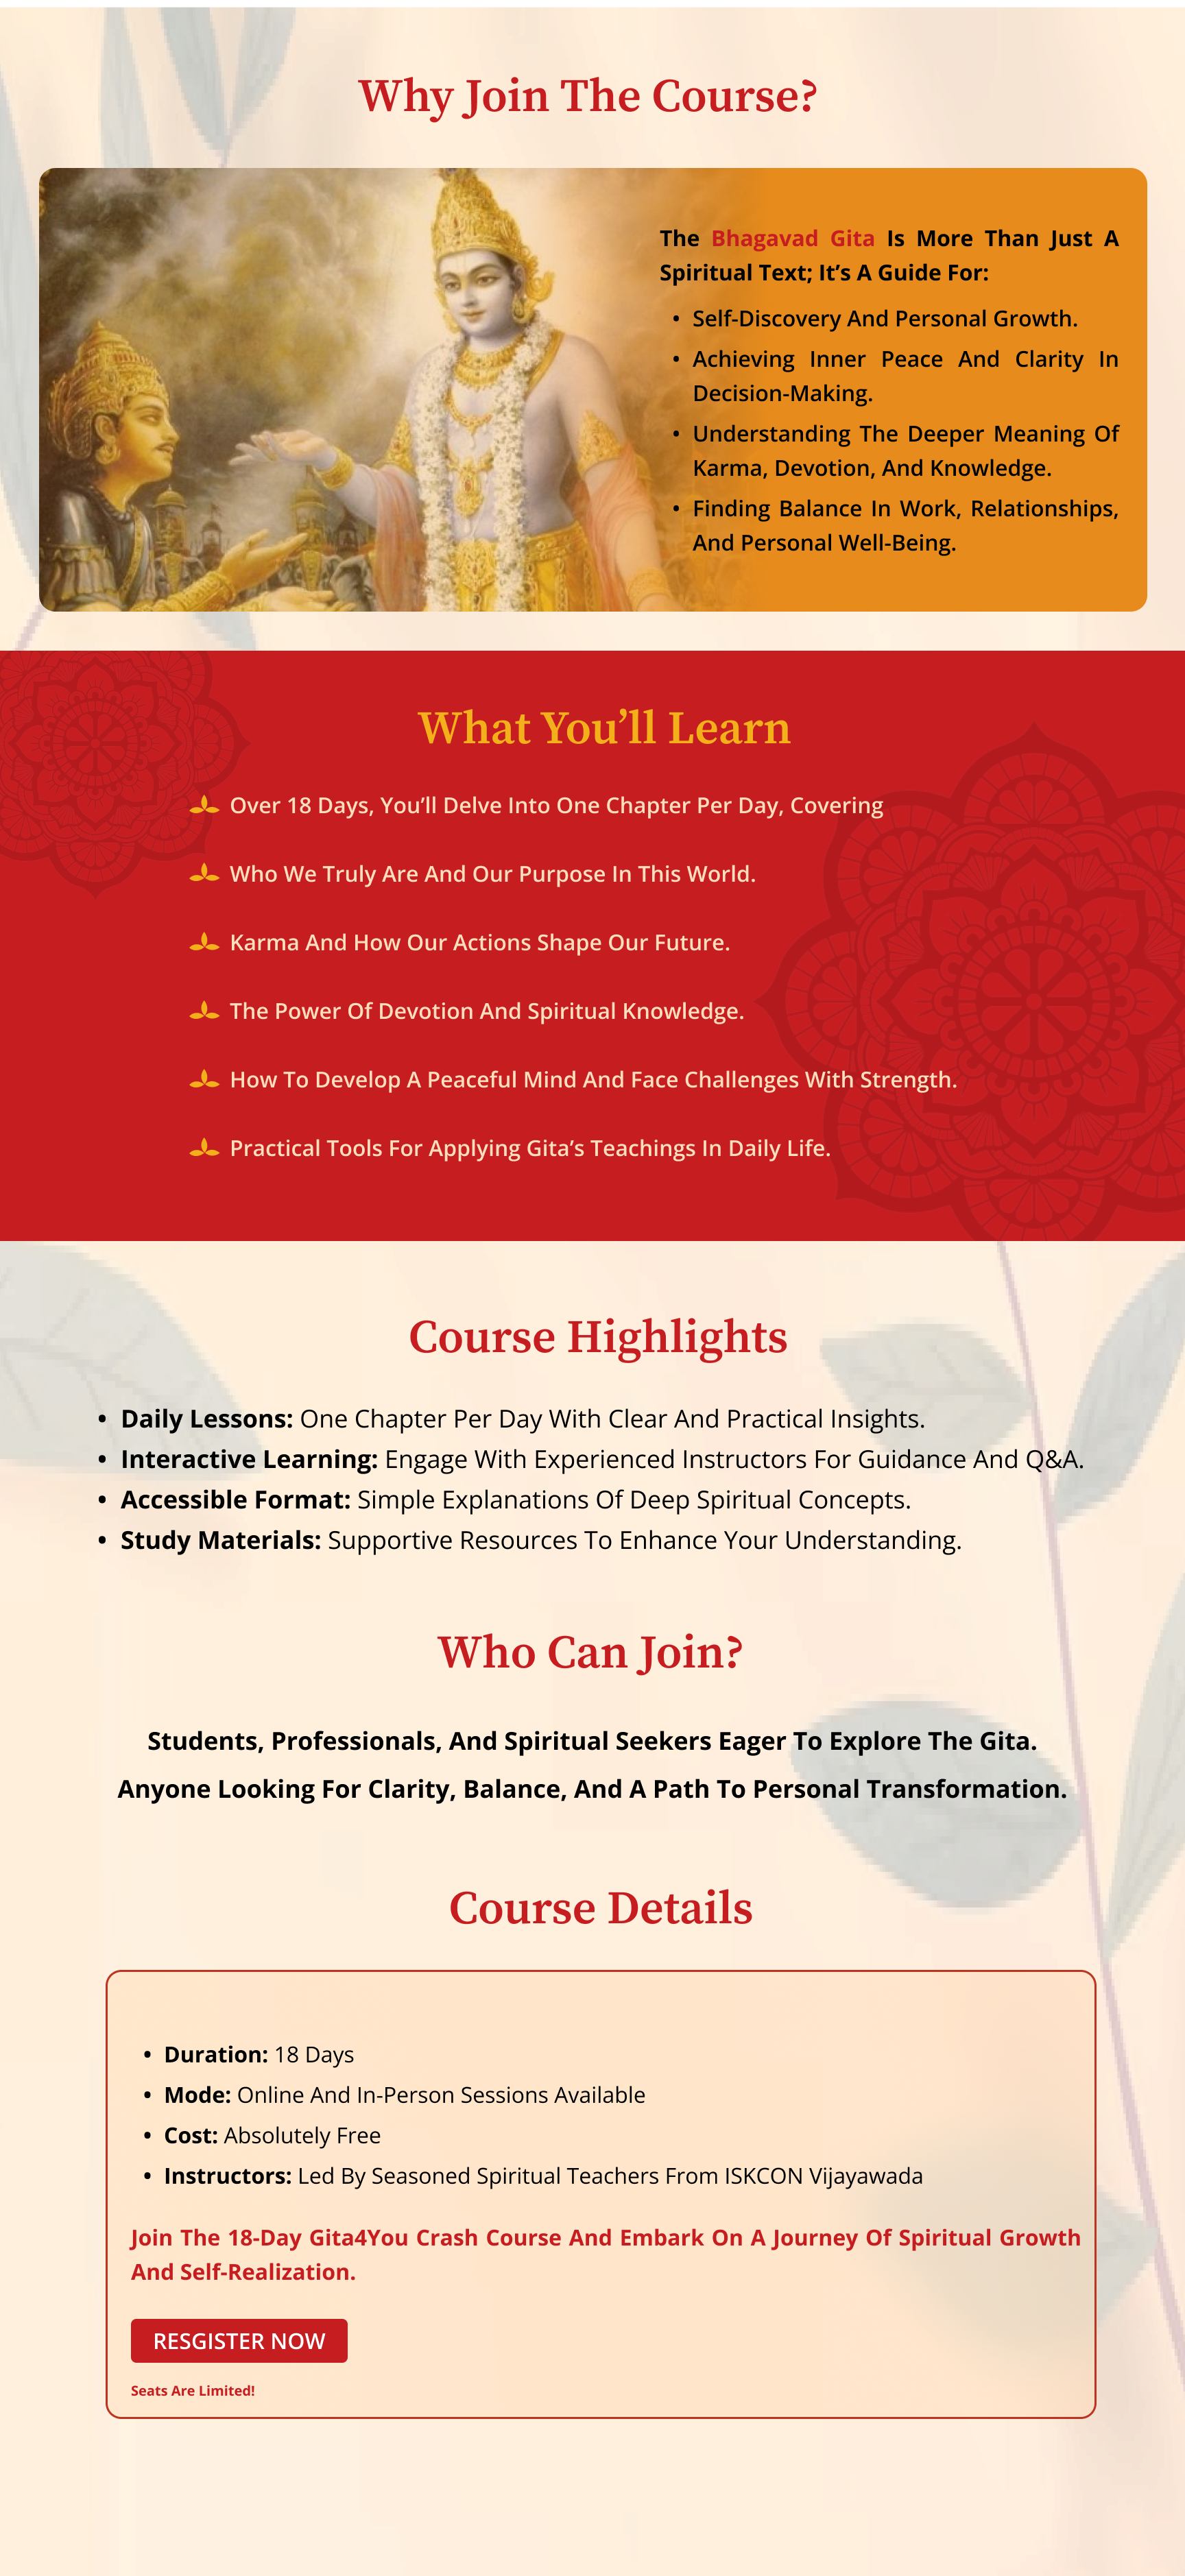 Why Join The Course?
The Bhagavad Gita Is More Than Just A
Spiritual Text; It’s A Guide For:
• Self-Discovery And Personal Growth.
• Achieving Inner Peace And Clarity In
Decision-Making.
• Understanding The Deeper Meaning Of
Karma, Devotion, And Knowledge.
• Finding Balance In Work, Relationships,
And Personal Well-Being.
What You’ll Learn
Over 18 Days, You’ll Delve Into One Chapter Per Day, Covering
Who We Truly Are And Our Purpose In This World.
Karma And How Our Actions Shape Our Future.
The Power Of Devotion And Spiritual Knowledge.
How To Develop A Peaceful Mind And Face Challenges With Strength.
Practical Tools For Applying Gita’s Teachings In Daily Life.
Course Highlights
• Daily Lessons: One Chapter Per Day With Clear And Practical Insights.
• Interactive Learning: Engage With Experienced Instructors For Guidance And Q&A.
• Accessible Format: Simple Explanations Of Deep Spiritual Concepts.
• Study Materials: Supportive Resources To Enhance Your Understanding.
Who Can Join?
Students, Professionals, And Spiritual Seekers Eager To Explore The Gita.
Anyone Looking For Clarity, Balance, And A Path To Personal Transformation.
Course Details
• Duration: 18 Days
• Mode: Online And In-Person Sessions Available
• Cost: Absolutely Free
• Instructors: Led By Seasoned Spiritual Teachers From ISKCON Vijayawada
Join The 18-Day Gita4You Crash Course And Embark On A Journey Of Spiritual Growth
And Self-Realization.
RESGISTER NOW
Seats Are Limited!